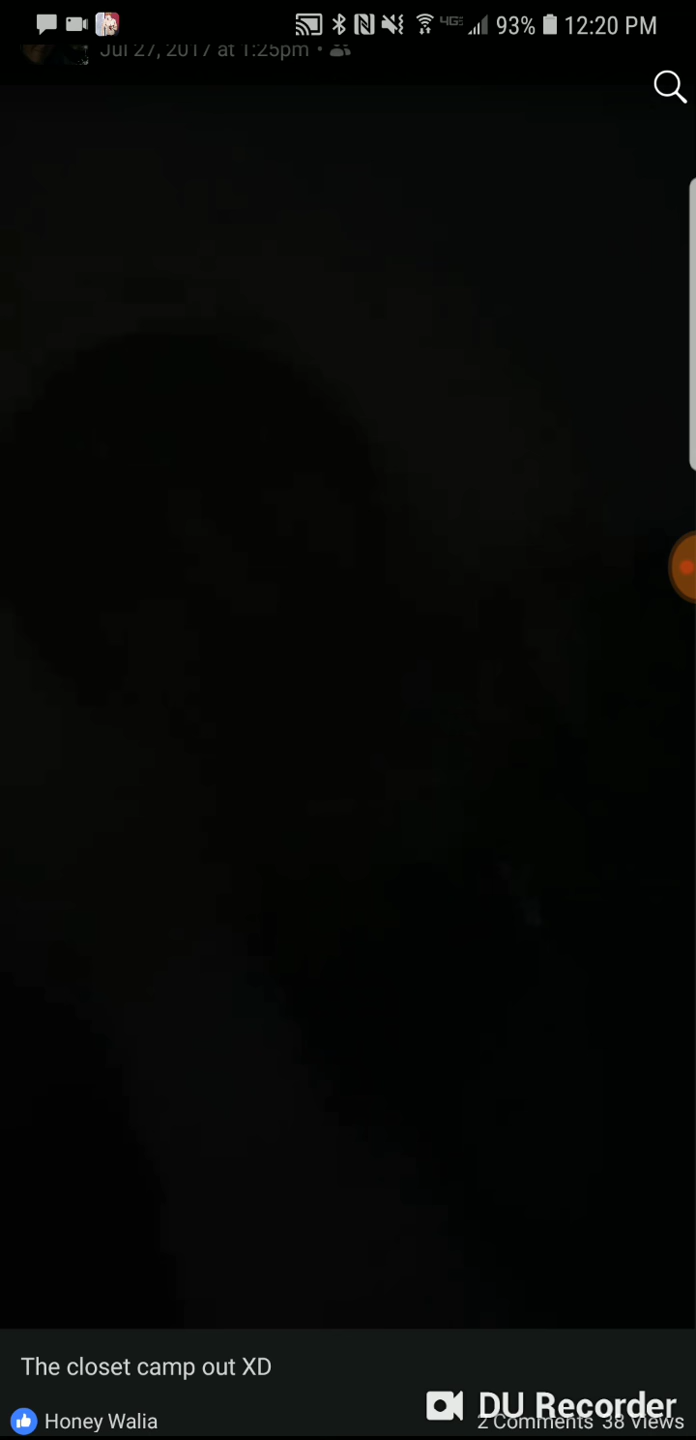 4G 93% 12:20 PM
Jul 27, 2017 at 1:25pm •
The closet camp out XD
DU Recorder
Honey Walia 2 Comments 38 Views